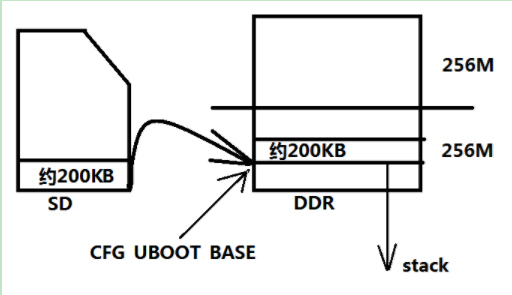 256M
约200KB
256M
约200KB
SD
DDR
CFG UBOOT BASE
stack